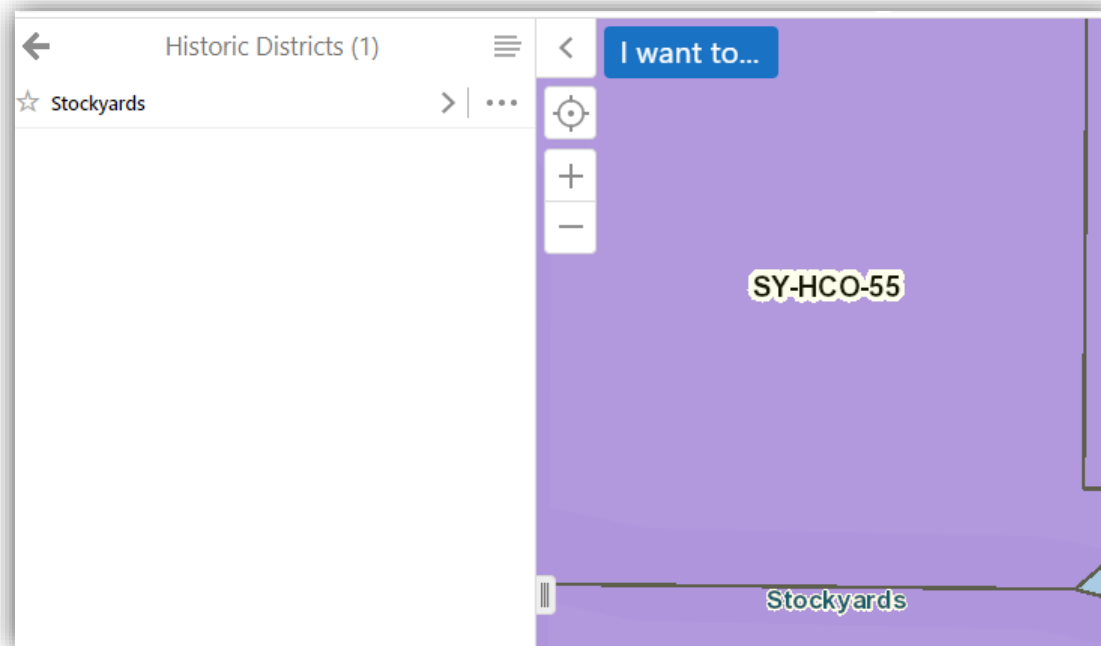 Historic Districts (1)
Stockyards
I want to...
SY-HCO-55
Stockyards